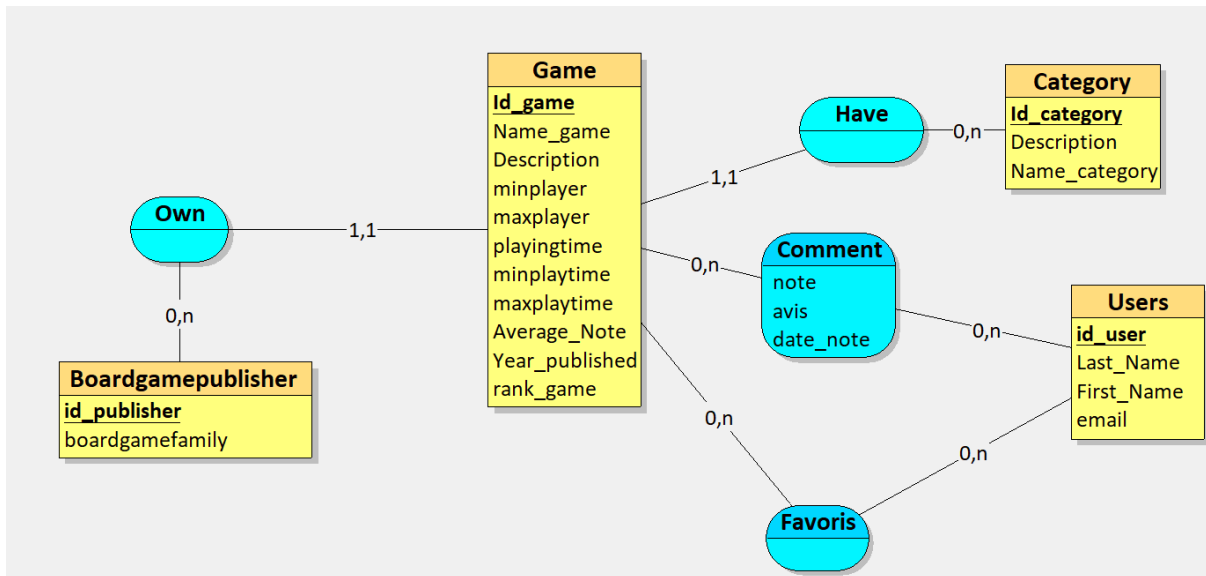 Game
Id_game
Name_game
Description
minplayer
maxplayer
playingtime
minplaytime
maxplaytime
Average_Note
Year_published
rank_game
Have
Category
Id_category
Description
Name_category
0,n
1,1
Own
1,1
0,n
Boardgamepublisher
id_publisher
boardgamefamily
Comment
note
avis
date_note
0,n
0,n
Users
id_user
Last_Name
First_Name
email
0,n
0,n
Favoris